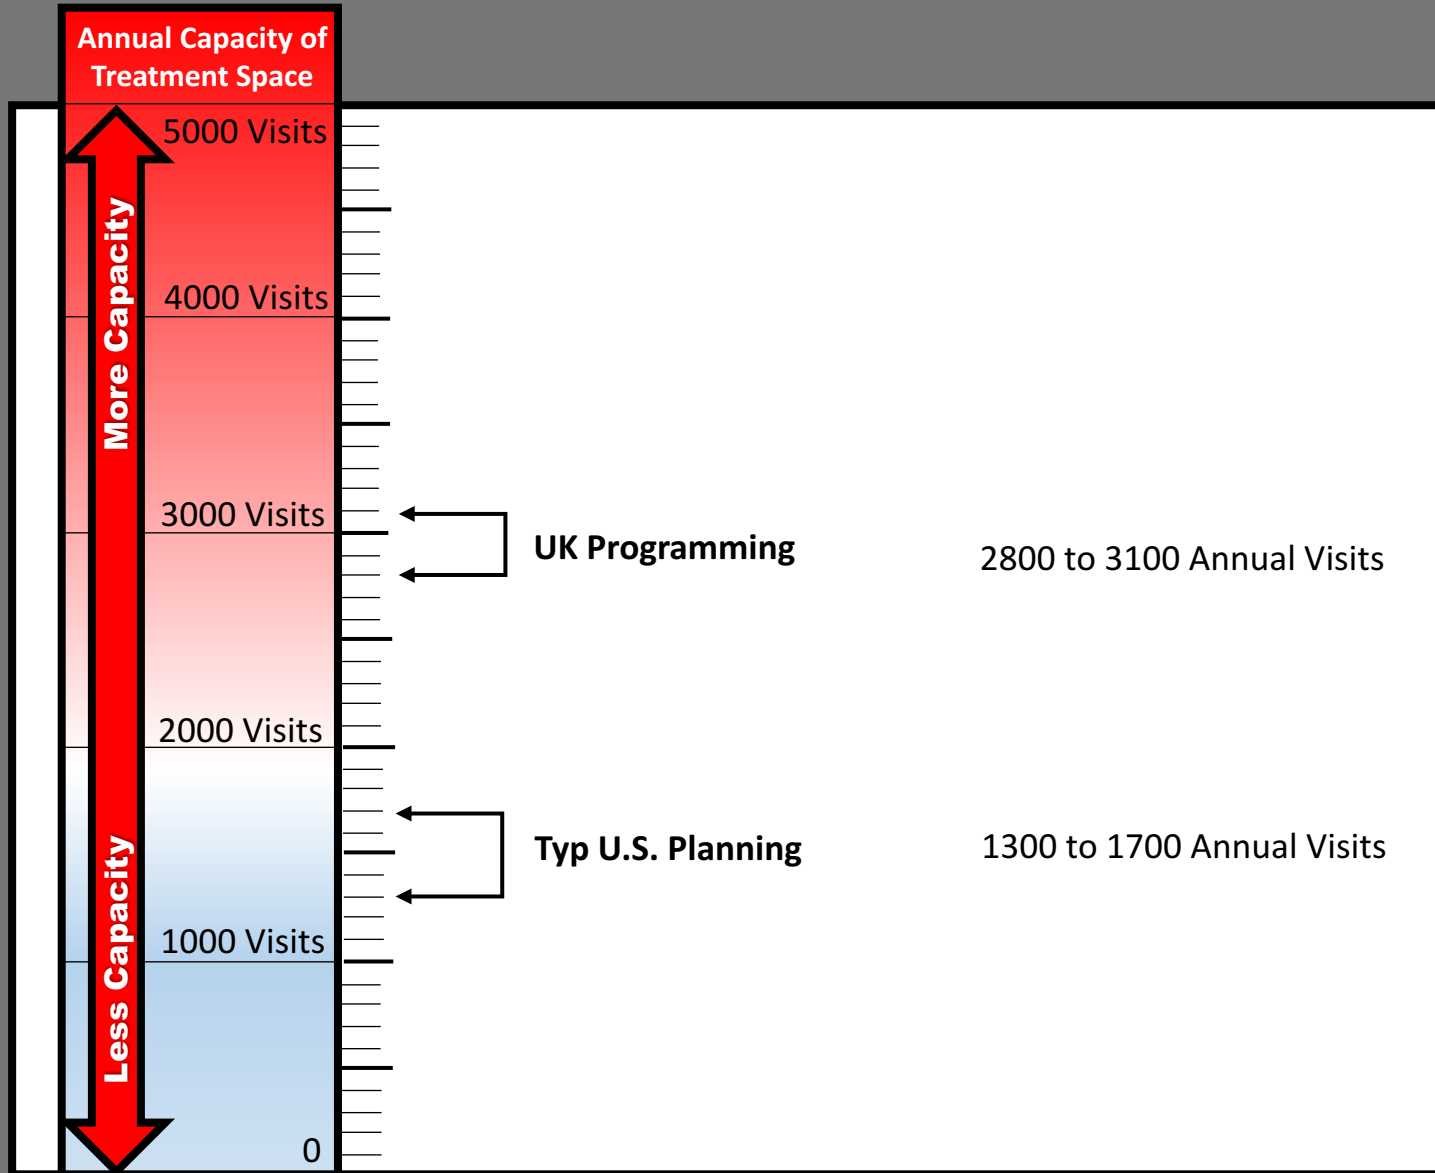 Annual Capacity of
Treatment Space
5000 Visits
More Capacity
4000 Visits
3000 Visits
UK Programming
2800 to 3100 Annual Visits
2000 Visits
Typ U.S. Planning
1300 to 1700 Annual Visits
Less Capacity
1000 Visits
0